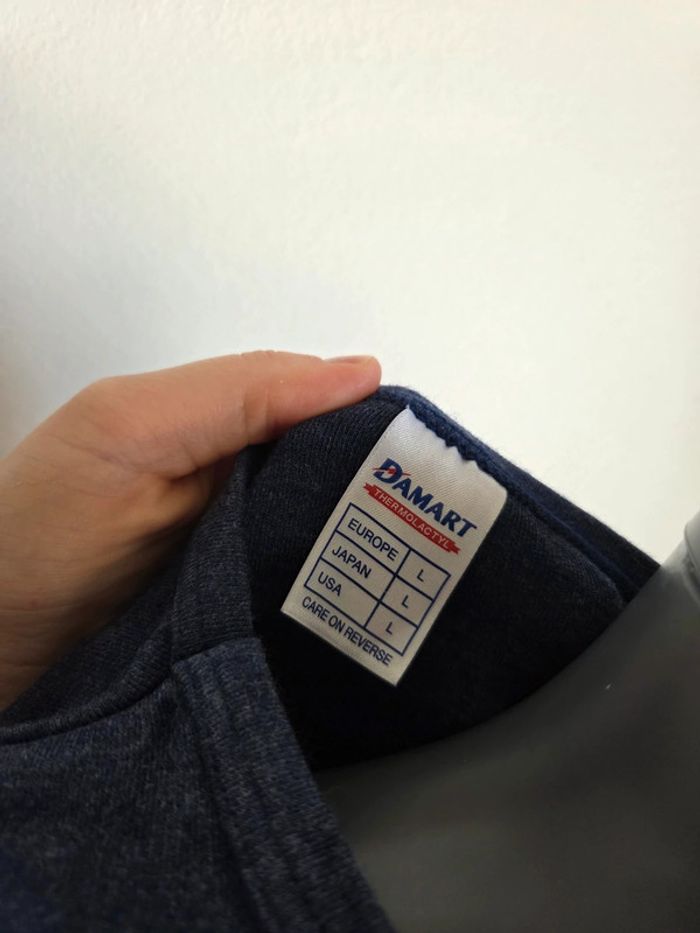 DAMART
THERMOLACTYL
EUROPE L
JAPAN L
USA L
CARE ON REVERSE